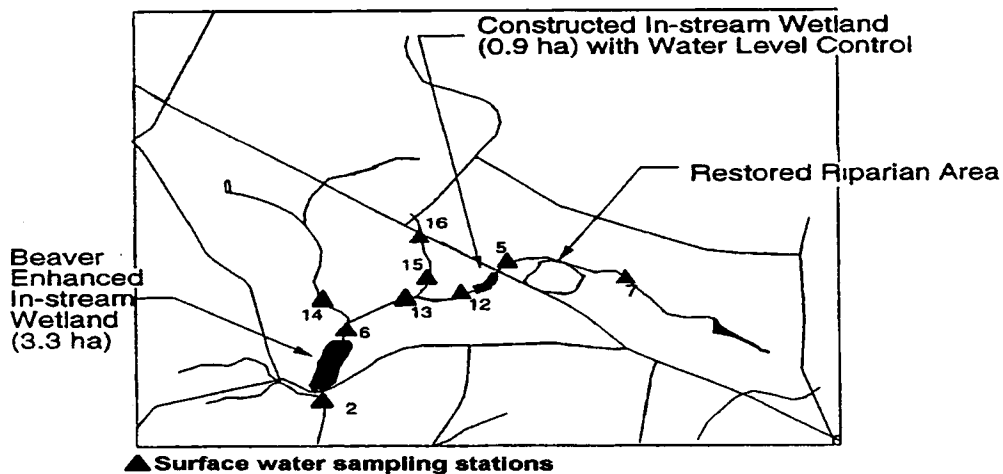 Constructed In-stream Wetland
(0.9 ha) with Water Level Control
Restored Riparian Area
16
5
Beaver
Enhanced
In-stream
Wetland
(3.3 ha)
15
7
14
13
12
6
2
Surface water sampling stations